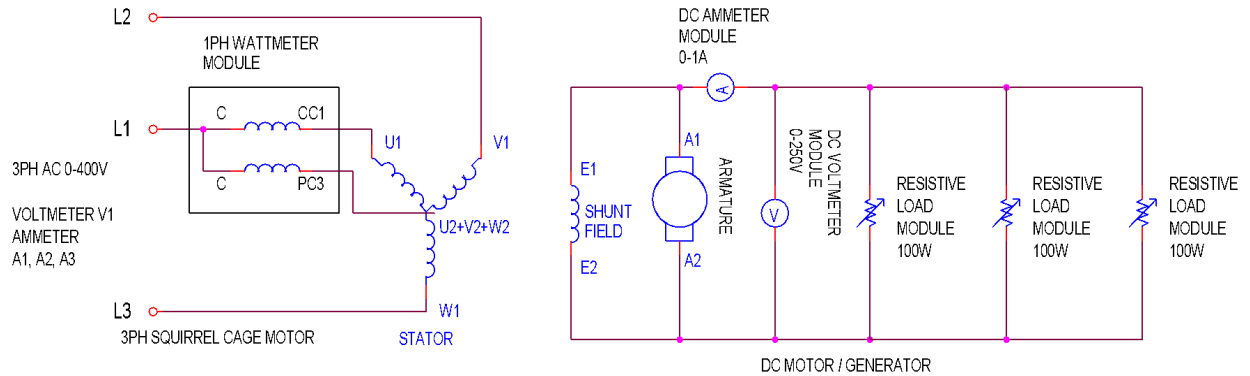 L2
1PH WATTMETER
MODULE
C
CC1
L1
U1
V1
3PH AC 0-400V
C
PC3
VOLTMETER V1
AMMETER
A1, A2, A3
U2+V2+W2
L3
W1
3PH SQUIRREL CAGE MOTOR
STATOR
DC AMMETER
MODULE
0-1A
A
A1
E1
SHUNT
FIELD
E2
ARMATURE
A2
V
DC VOLTMETER
MODULE
0-250V
RESISTIVE
LOAD
MODULE
100W
RESISTIVE
LOAD
MODULE
100W
RESISTIVE
LOAD
MODULE
100W
DC MOTOR / GENERATOR